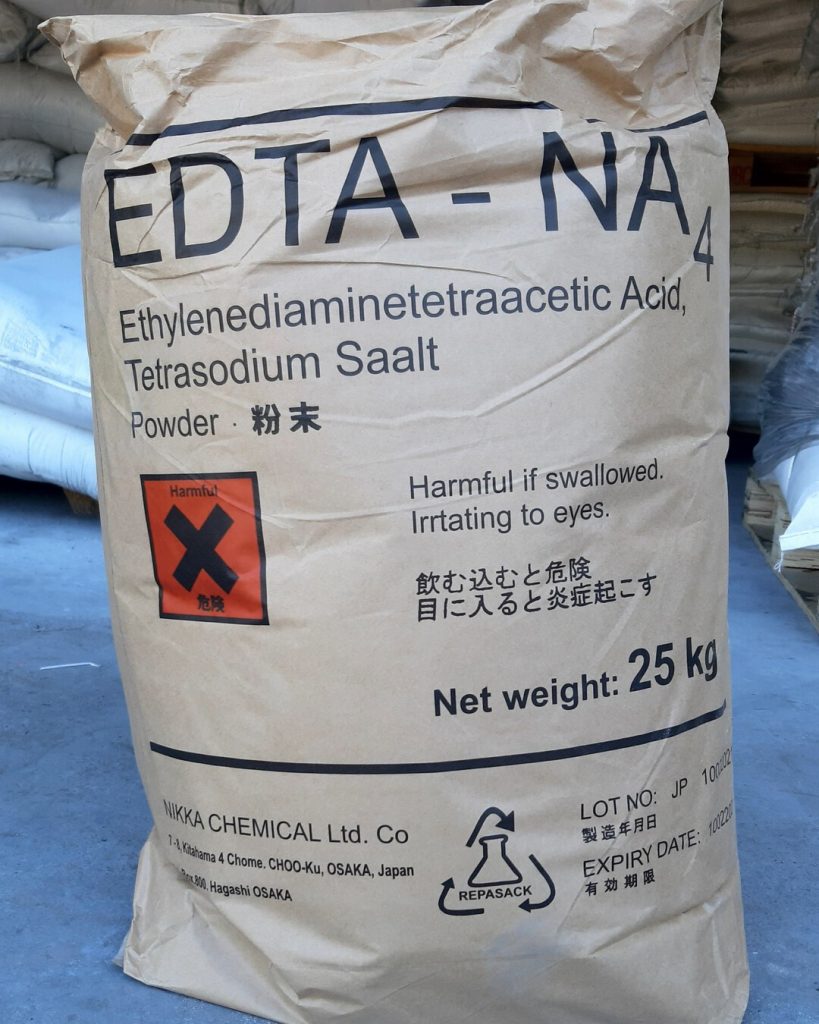 EDTA - NA4
Ethylenediaminetetraacetic Acid,
Tetrasodium Saalt
Powder · 粉末
Harmful
危険
Harmful if swallowed.
Irrtating to eyes.
飲む込むと危険
目に入ると炎症起こす
Net weight: 25 kg
NIKKA CHEMICAL Ltd. Co
7 - 8, Kitahama 4 Chome. CHOO-Ku, OSAKA, Japan
Box 800, Hagashi OSAKA
REPASACK
LOT NO: JP
製造年月日
EXPIRY DATE:
有効期限